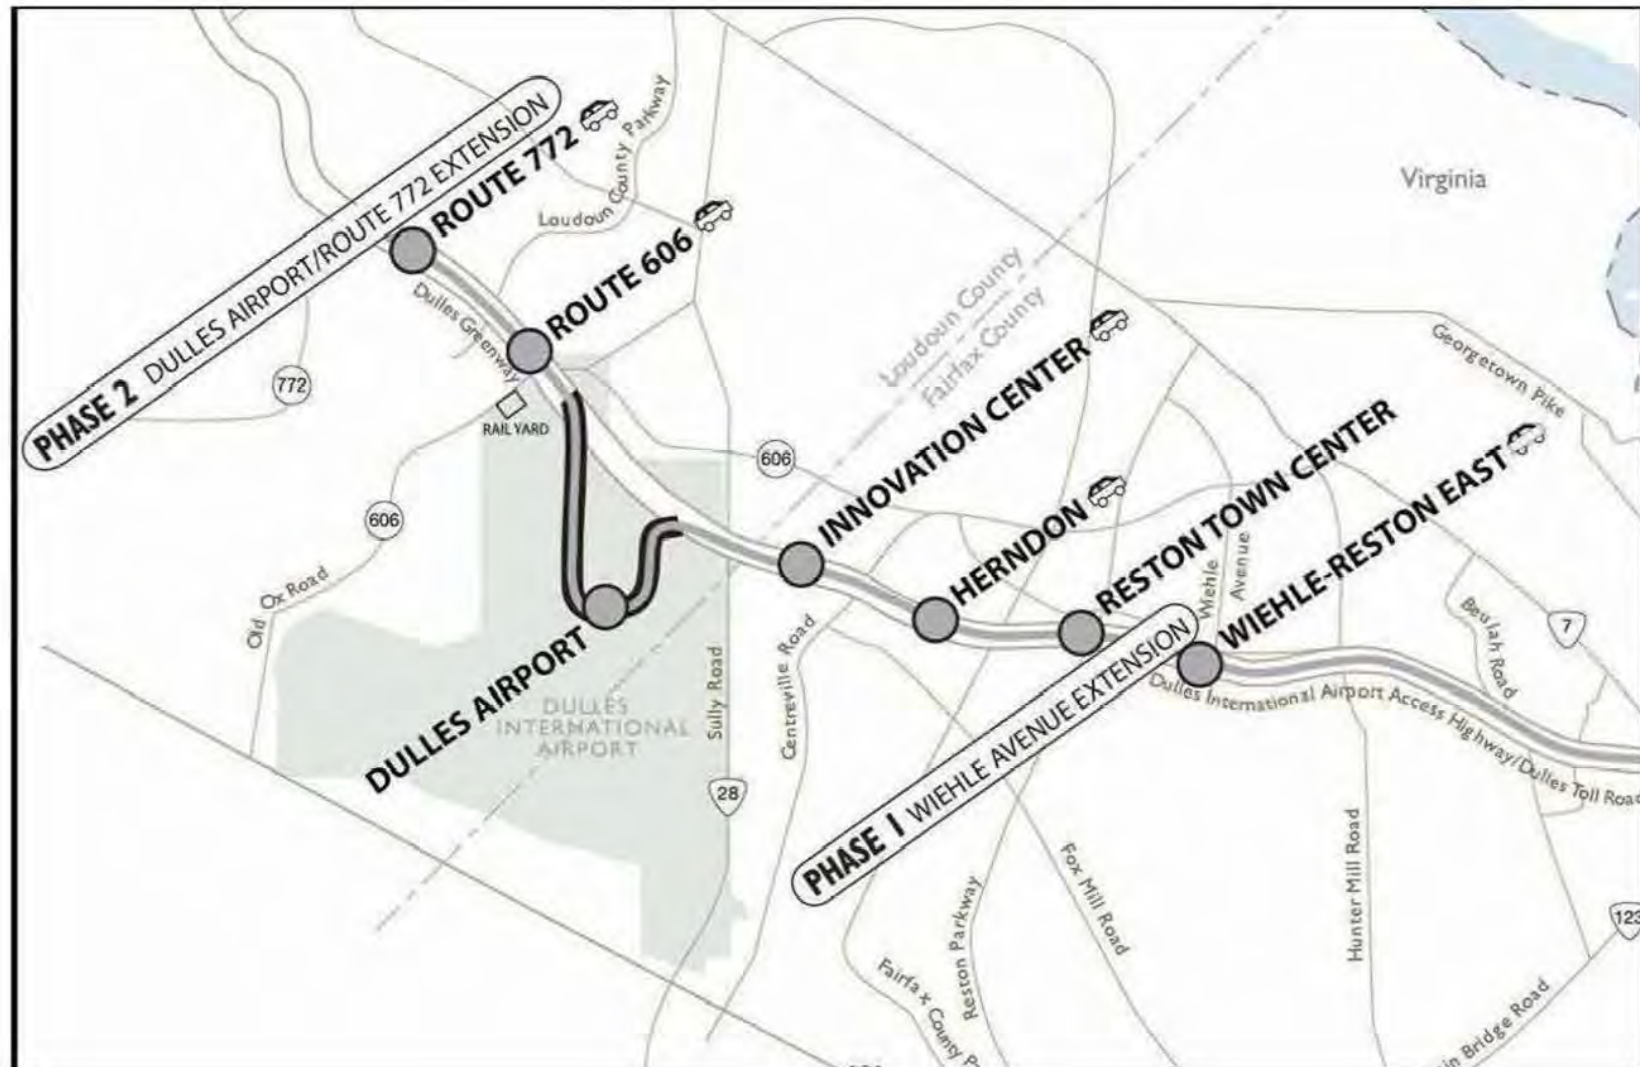 PHASE 2 DULLES AIRPORT/ROUTE 772 EXTENSION
ROUTE 772
Loudoun County Parkway
ROUTE 606
Virginia
Loudoun County
Fairfax County
INNOVATION CENTER
Georgetown Pike
Dulles Greenway
772
RAIL YARD
606
606
HERNDON
RESTON TOWN CENTER
WIEHLE-RESTON EAST
Wiehle
Avenue
Old Ox Road
Beulah Road
7
DULLES AIRPORT
DULLES
INTERNATIONAL
AIRPORT
Sully Road
Centreville Road
28
PHASE 1 WIEHLE AVENUE EXTENSION
Dulles International Airport Access Highway/Dulles Toll Road
Fox Mill Road
Hunter Mill Road
Reston Parkway
Fairfax County P
123
in Bridge Road